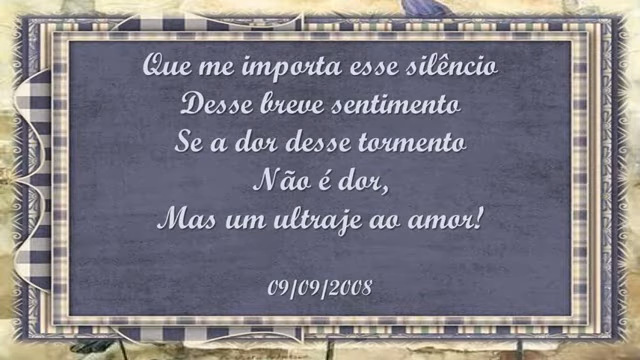 Que me importa esse silêncio
Desse breve sentimento
Se a dor desse tormento
Não é dor,
Mas um ultraje ao amor!
09/09/2008